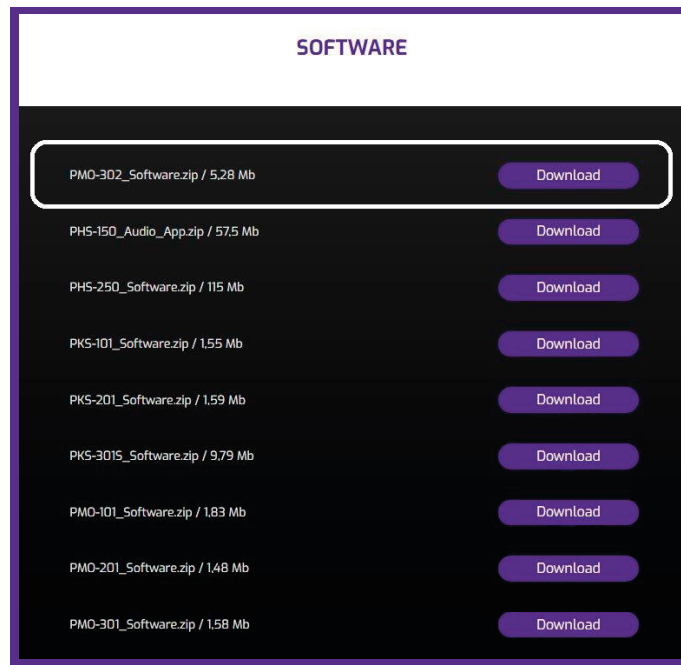 SOFTWARE
PMO-302_Software.zip / 5,28 Mb Download
PHS-150_Audio_App.zip / 57,5 Mb Download
PHS-250_Software.zip / 115 Mb Download
PKS-101_Software.zip / 1,55 Mb Download
PKS-201_Software.zip / 1,59 Mb Download
PKS-301S_Software.zip / 9,79 Mb Download
PMO-101_Software.zip / 1,83 Mb Download
PMO-201_Software.zip / 1,48 Mb Download
PMO-301_Software.zip / 1,58 Mb Download